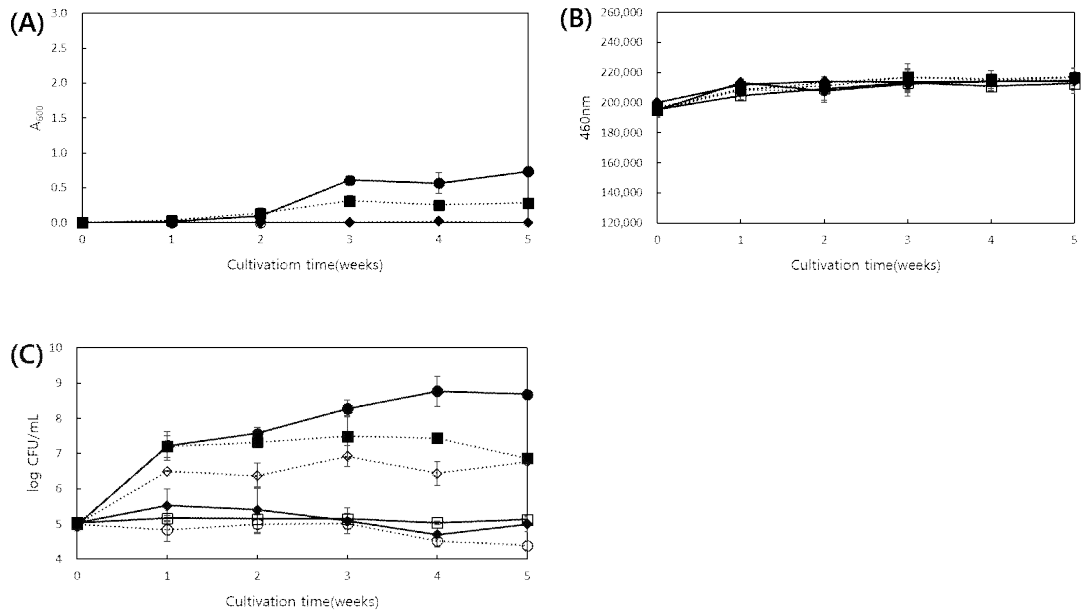 (A)
3.0
2.5
2.0
1.5
1.0
0.5
0.0
A600
0 1 2 3 4 5
Cultivatiorn time(weeks)
(B)
260,000
240,000
220,000
200,000
180,000
160,000
140,000
120,000
460nm
0 1 2 3 4 5
Cultivation time(weeks)
(C)
10
9
8
7
6
5
4
log CFU/mL
0 1 2 3 4 5
Cultivation time(weeks)